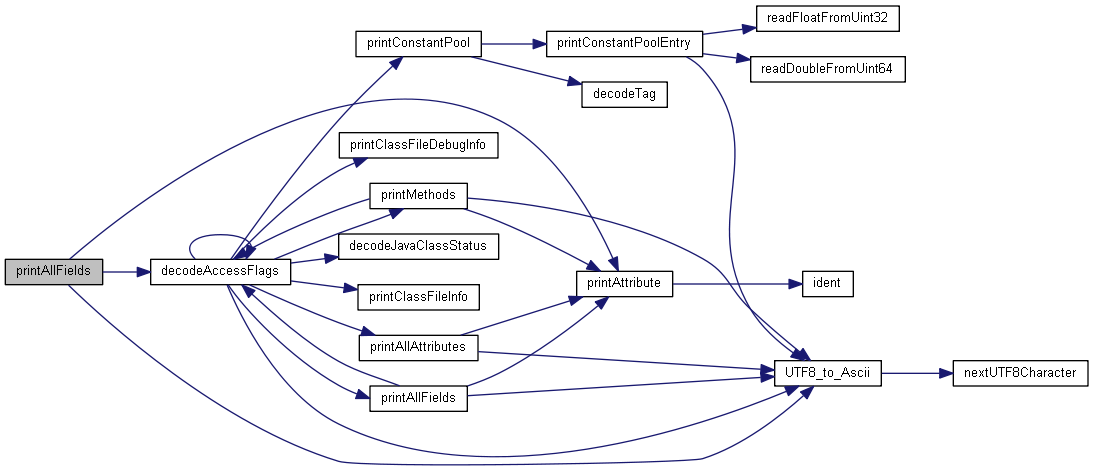 readFloatFromUint32
printConstantPool
printConstantPoolEntry
readDoubleFromUint64
decodeTag
printClassFileDebugInfo
printMethods
decodeJavaClassStatus
printAllFields
decodeAccessFlags
printAttribute
ident
printClassFileInfo
printAllAttributes
UTF8_to_Ascii
nextUTF8Character
printAllFields